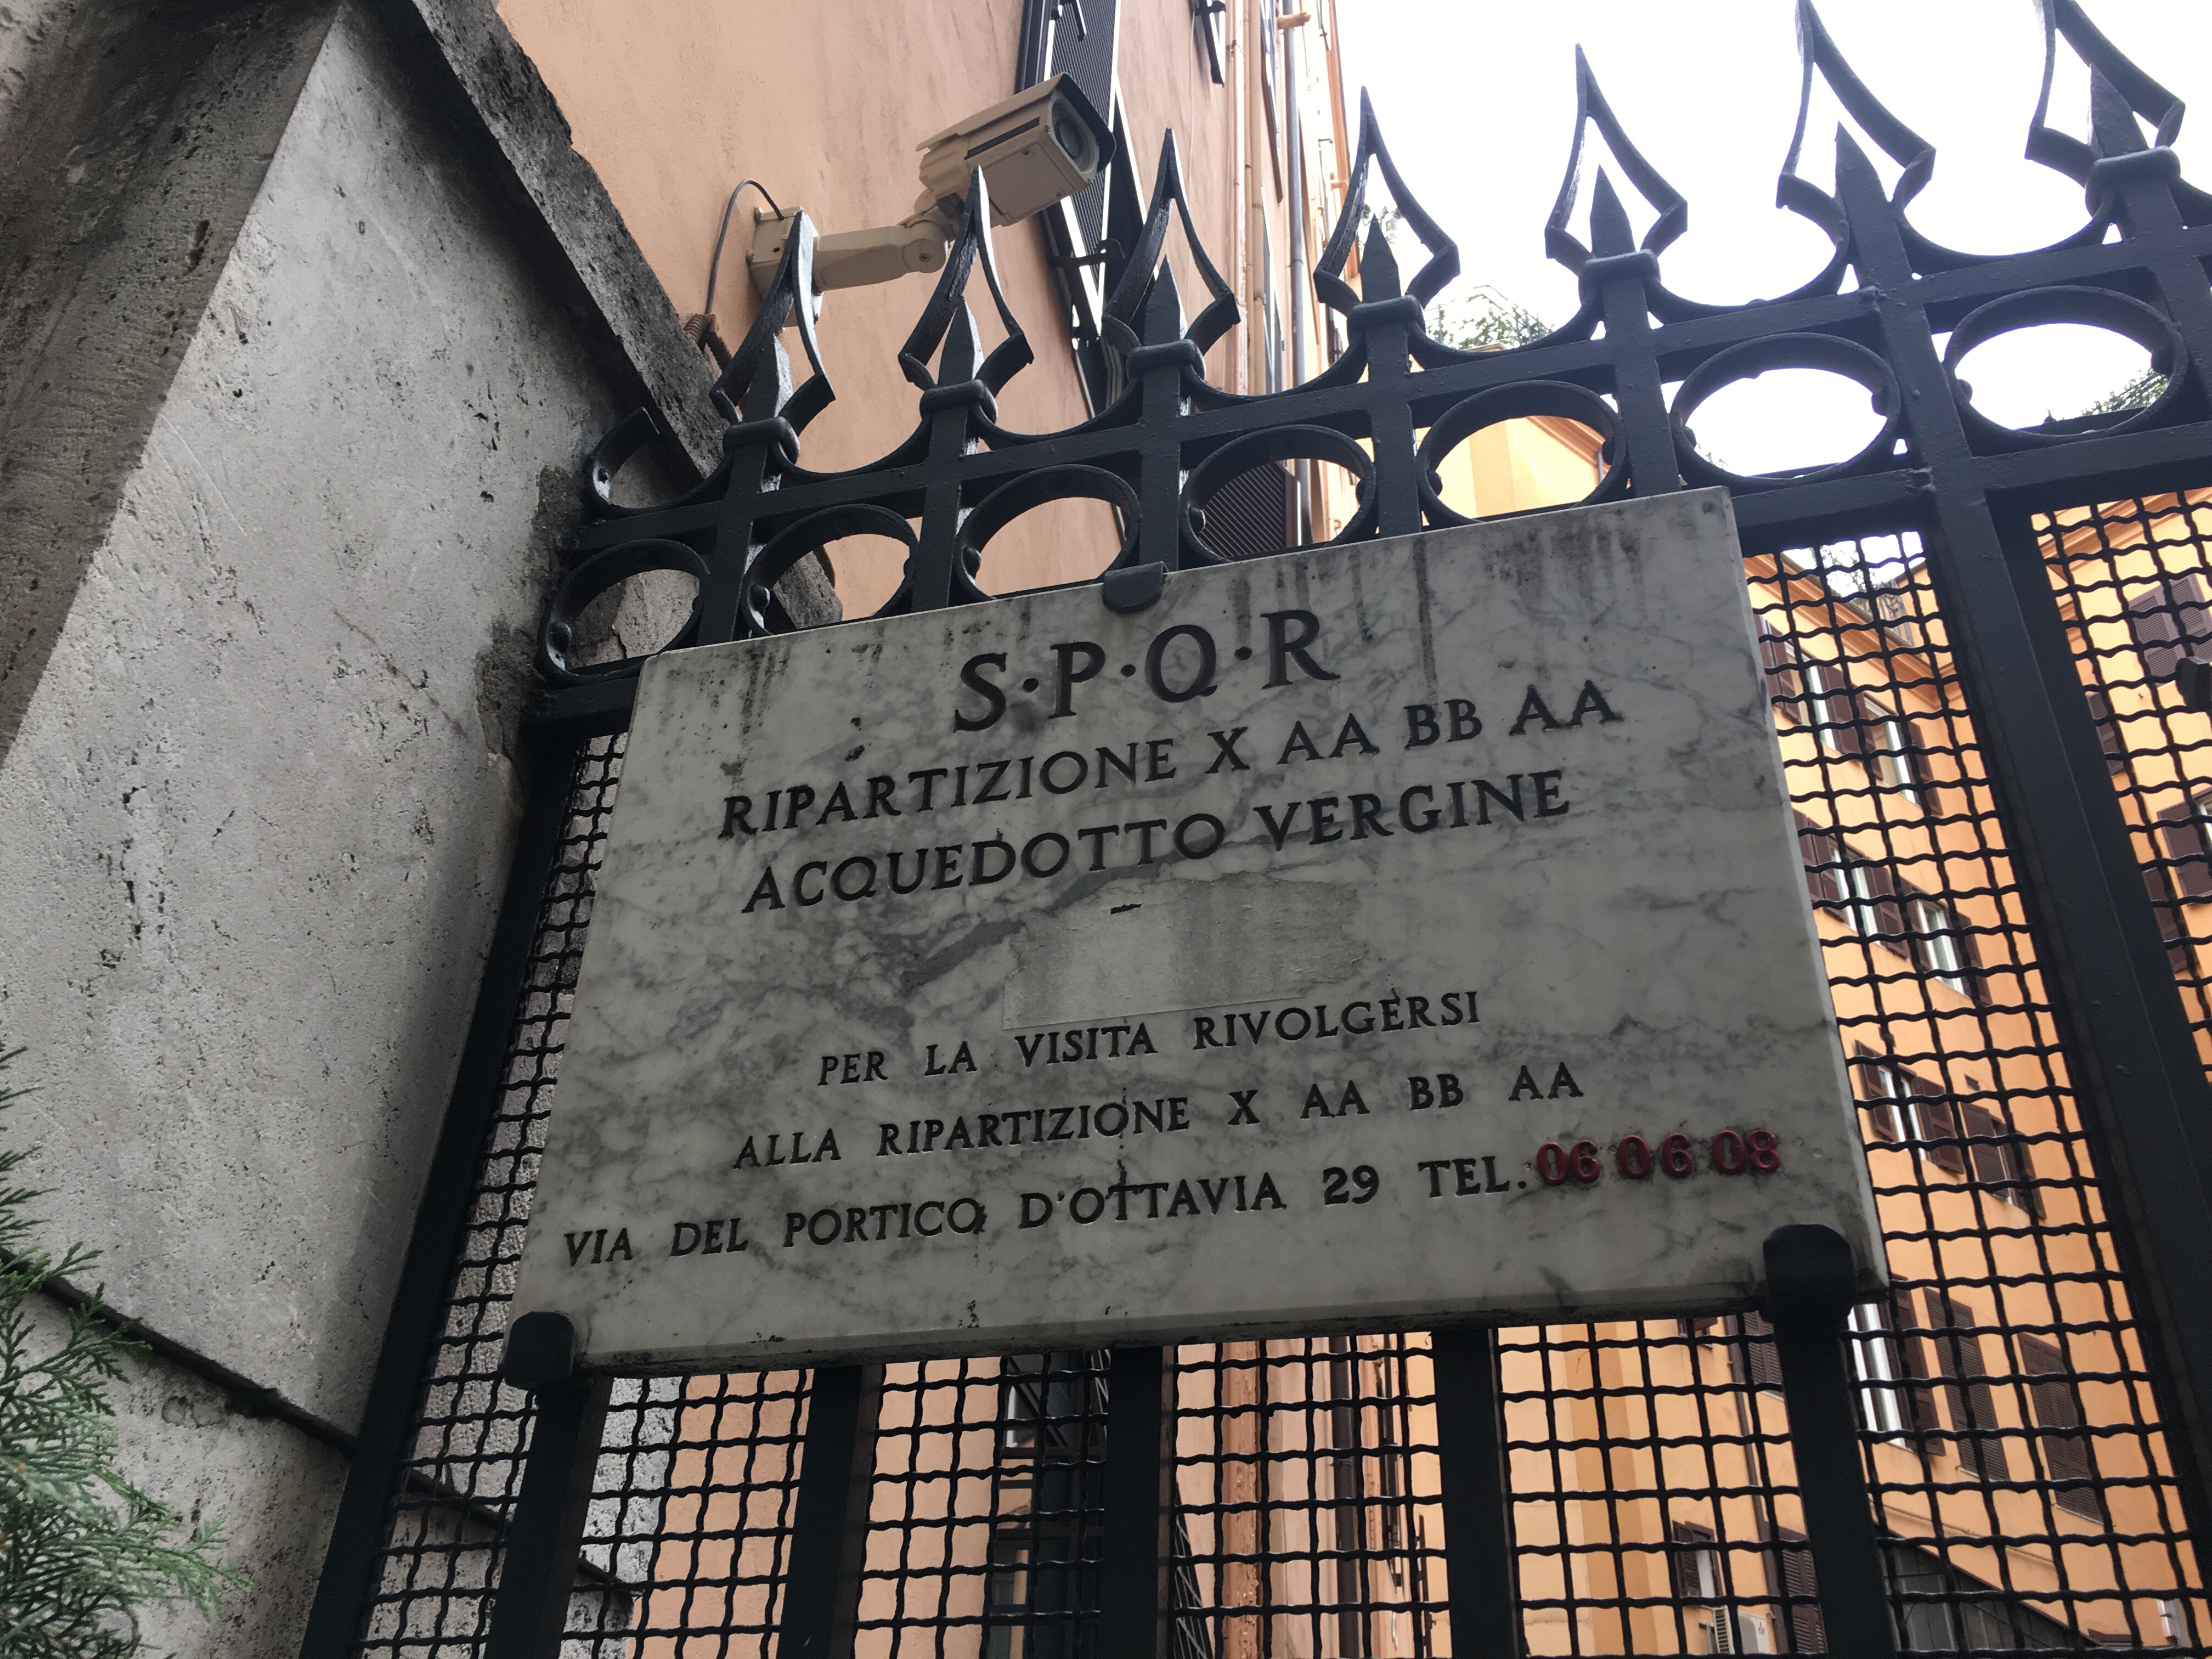 S·P·Q·R
RIPARTIZIONE X AA BB AA
ACQUEDOTTO VERGINE
PER LA VISITA RIVOLGERSI
ALLA RIPARTIZIONE X AA BB AA
VIA DEL PORTICO D'OTTAVIA 29 TEL. 06 06 08